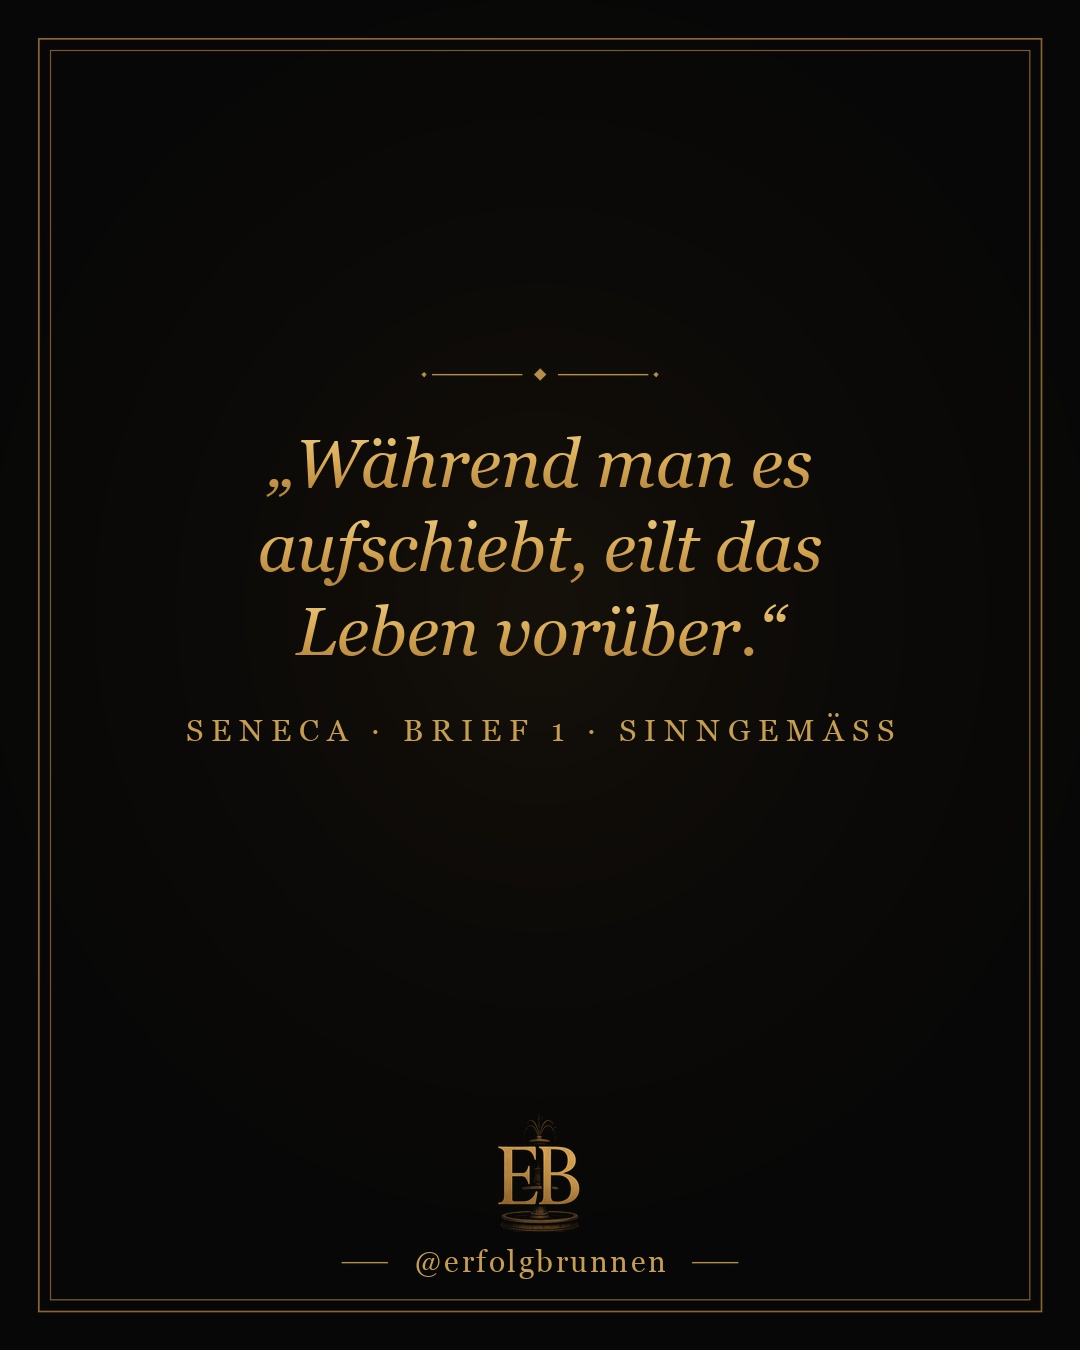 „Während man es
aufschiebt, eilt das
Leben vorüber.“
SENECA · BRIEF 1 · SINNGEMÄSS
EB
@erfolgbrunnen